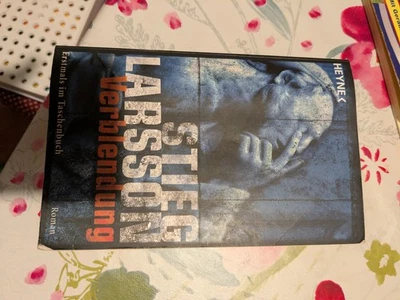 HEYNE<
STIEG
LARSSON
Verblendung
Roman
Erstmals im Taschenbuch